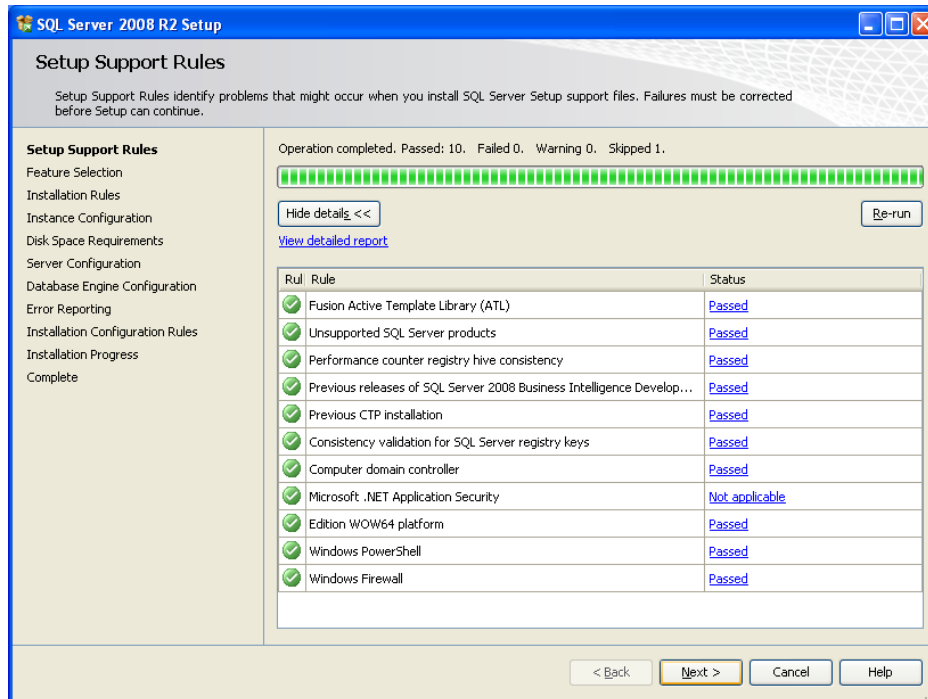 SQL Server 2008 R2 Setup
Setup Support Rules
Setup Support Rules identify problems that might occur when you install SQL Server Setup support files. Failures must be corrected
before Setup can continue.
Setup Support Rules
Feature Selection
Installation Rules
Instance Configuration
Disk Space Requirements
Server Configuration
Database Engine Configuration
Error Reporting
Installation Configuration Rules
Installation Progress
Complete
Operation completed. Passed: 10. Failed 0. Warning 0. Skipped 1.
Hide details << Re-run
View detailed report
Rul Rule Status
Fusion Active Template Library (ATL) Passed
Unsupported SQL Server products Passed
Performance counter registry hive consistency Passed
Previous releases of SQL Server 2008 Business Intelligence Develop... Passed
Previous CTP installation Passed
Consistency validation for SQL Server registry keys Passed
Computer domain controller Passed
Microsoft .NET Application Security Not applicable
Edition WOW64 platform Passed
Windows PowerShell Passed
Windows Firewall Passed
< Back Next > Cancel Help